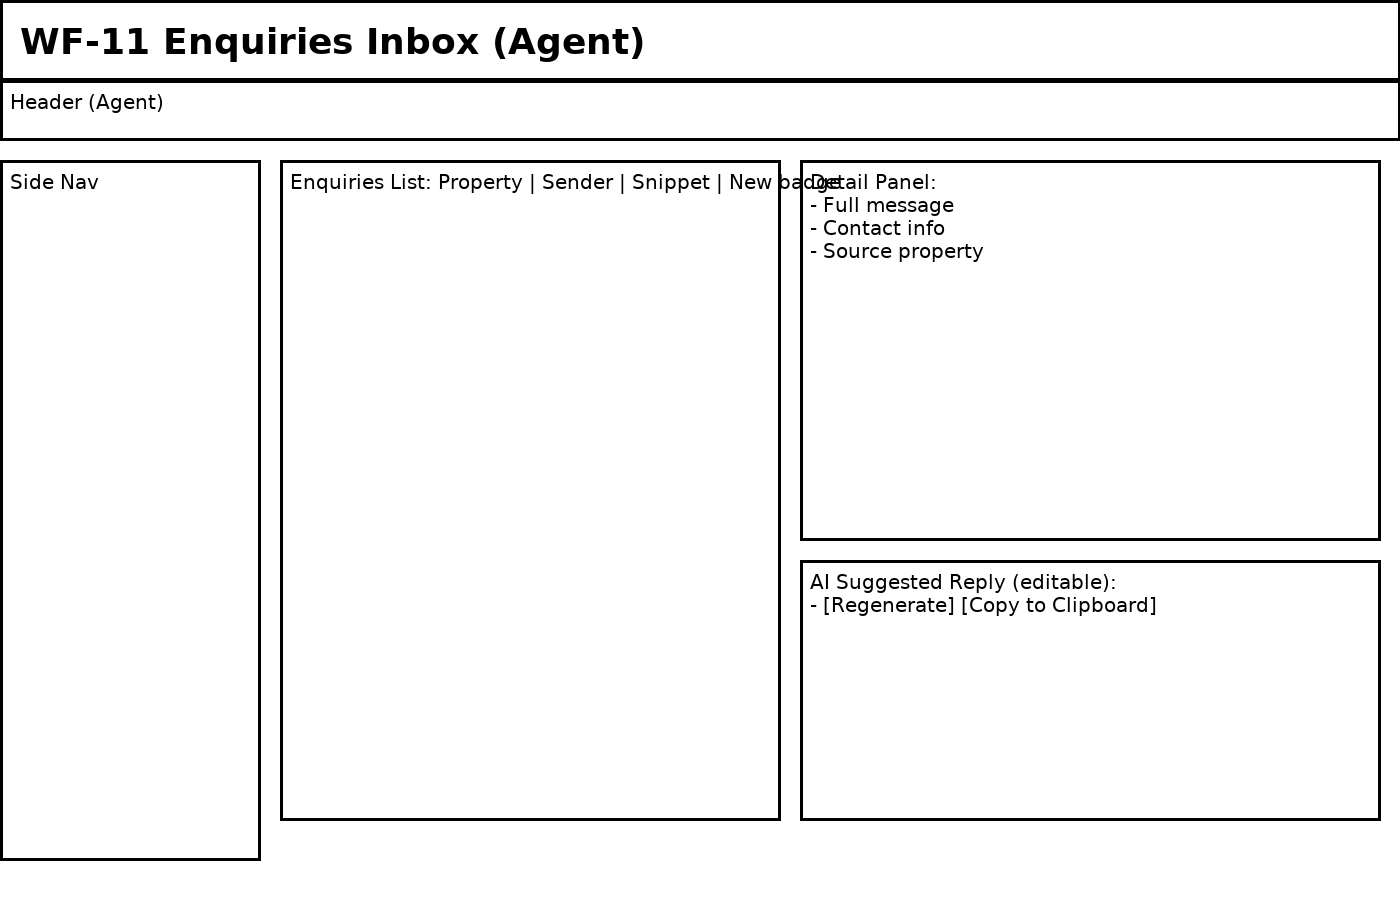 WF-11 Enquiries Inbox (Agent)
Header (Agent)
Side Nav
Enquiries List: Property | Sender | Snippet | New badge
Detail Panel:
- Full message
- Contact info
- Source property
AI Suggested Reply (editable):
- [Regenerate] [Copy to Clipboard]